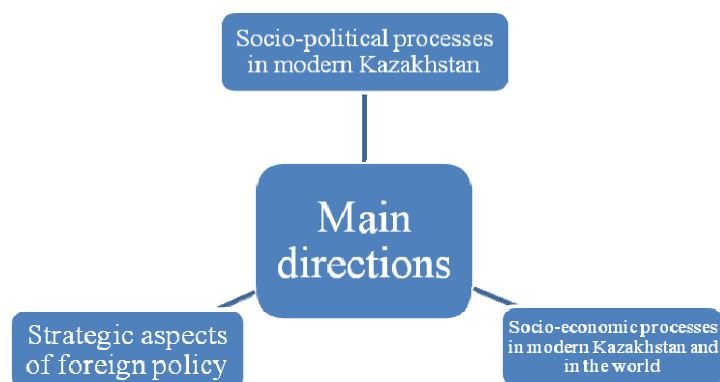 Socio-political processes
in modern Kazakhstan
Main
directions
Strategic aspects
of foreign policy
Socio-economic processes
in modern Kazakhstan and
in the world